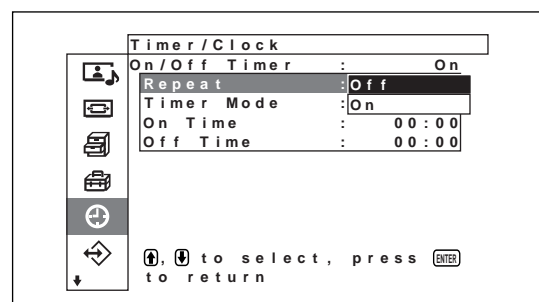 Timer/Clock
On/Off Timer : On
Repeat : Off
Timer Mode : On
On Time : 00:00
Off Time : 00:00
, to select, press ENTER
to return